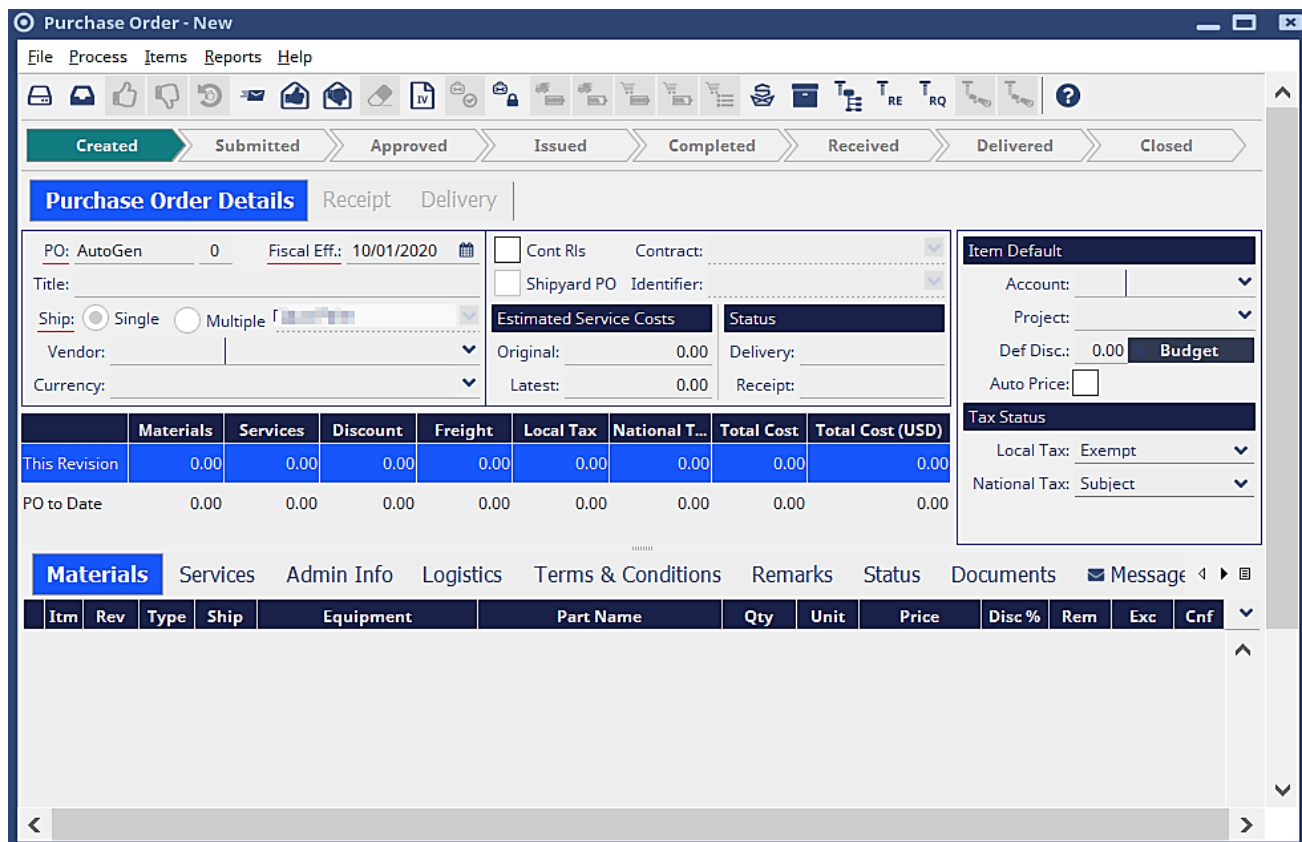 Purchase Order - New
File Process Items Reports Help
IV RE RQ
Created Submitted Approved Issued Completed Received Delivered Closed
Purchase Order Details Receipt Delivery
PO: AutoGen 0 Fiscal Eff.: 10/01/2020 Cont Rls Contract: Item Default
Title: Shipyard PO Identifier: Account:
Ship: Single Multiple Estimated Service Costs Status Project:
Vendor: Original: 0.00 Delivery: Def Disc.: 0.00 Budget
Currency: Latest: 0.00 Receipt: Auto Price:
Materials Services Discount Freight Local Tax National T... Total Cost Total Cost (USD) Tax Status
This Revision 0.00 0.00 0.00 0.00 0.00 0.00 0.00 0.00 Local Tax: Exempt
National Tax: Subject
PO to Date 0.00 0.00 0.00 0.00 0.00 0.00 0.00 0.00
Materials Services Admin Info Logistics Terms & Conditions Remarks Status Documents Message
Itm Rev Type Ship Equipment Part Name Qty Unit Price Disc % Rem Exc Cnf